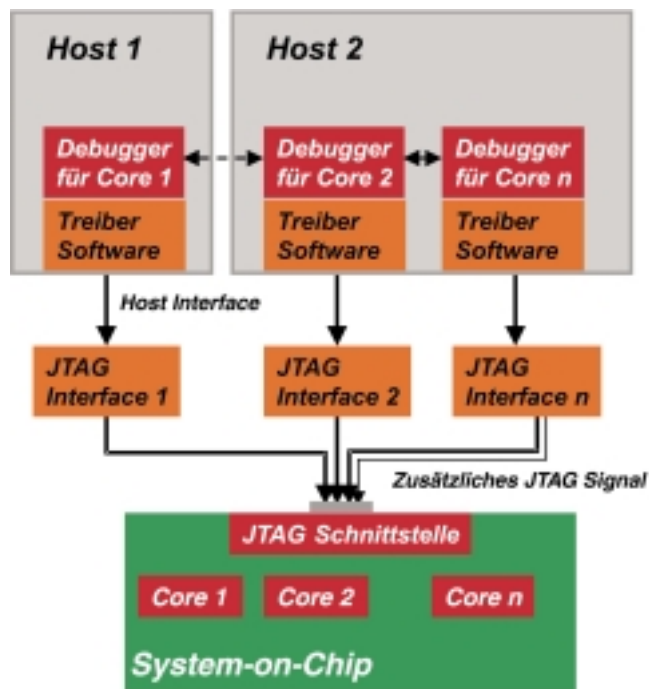 Host 1
Host 2
Debugger
für Core 1
Debugger
für Core 2
Debugger
für Core n
Treiber
Software
Treiber
Software
Treiber
Software
Host Interface
JTAG
Interface 1
JTAG
Interface 2
JTAG
Interface n
Zusätzliches JTAG Signal
JTAG Schnittstelle
Core 1
Core 2
Core n
System-on-Chip